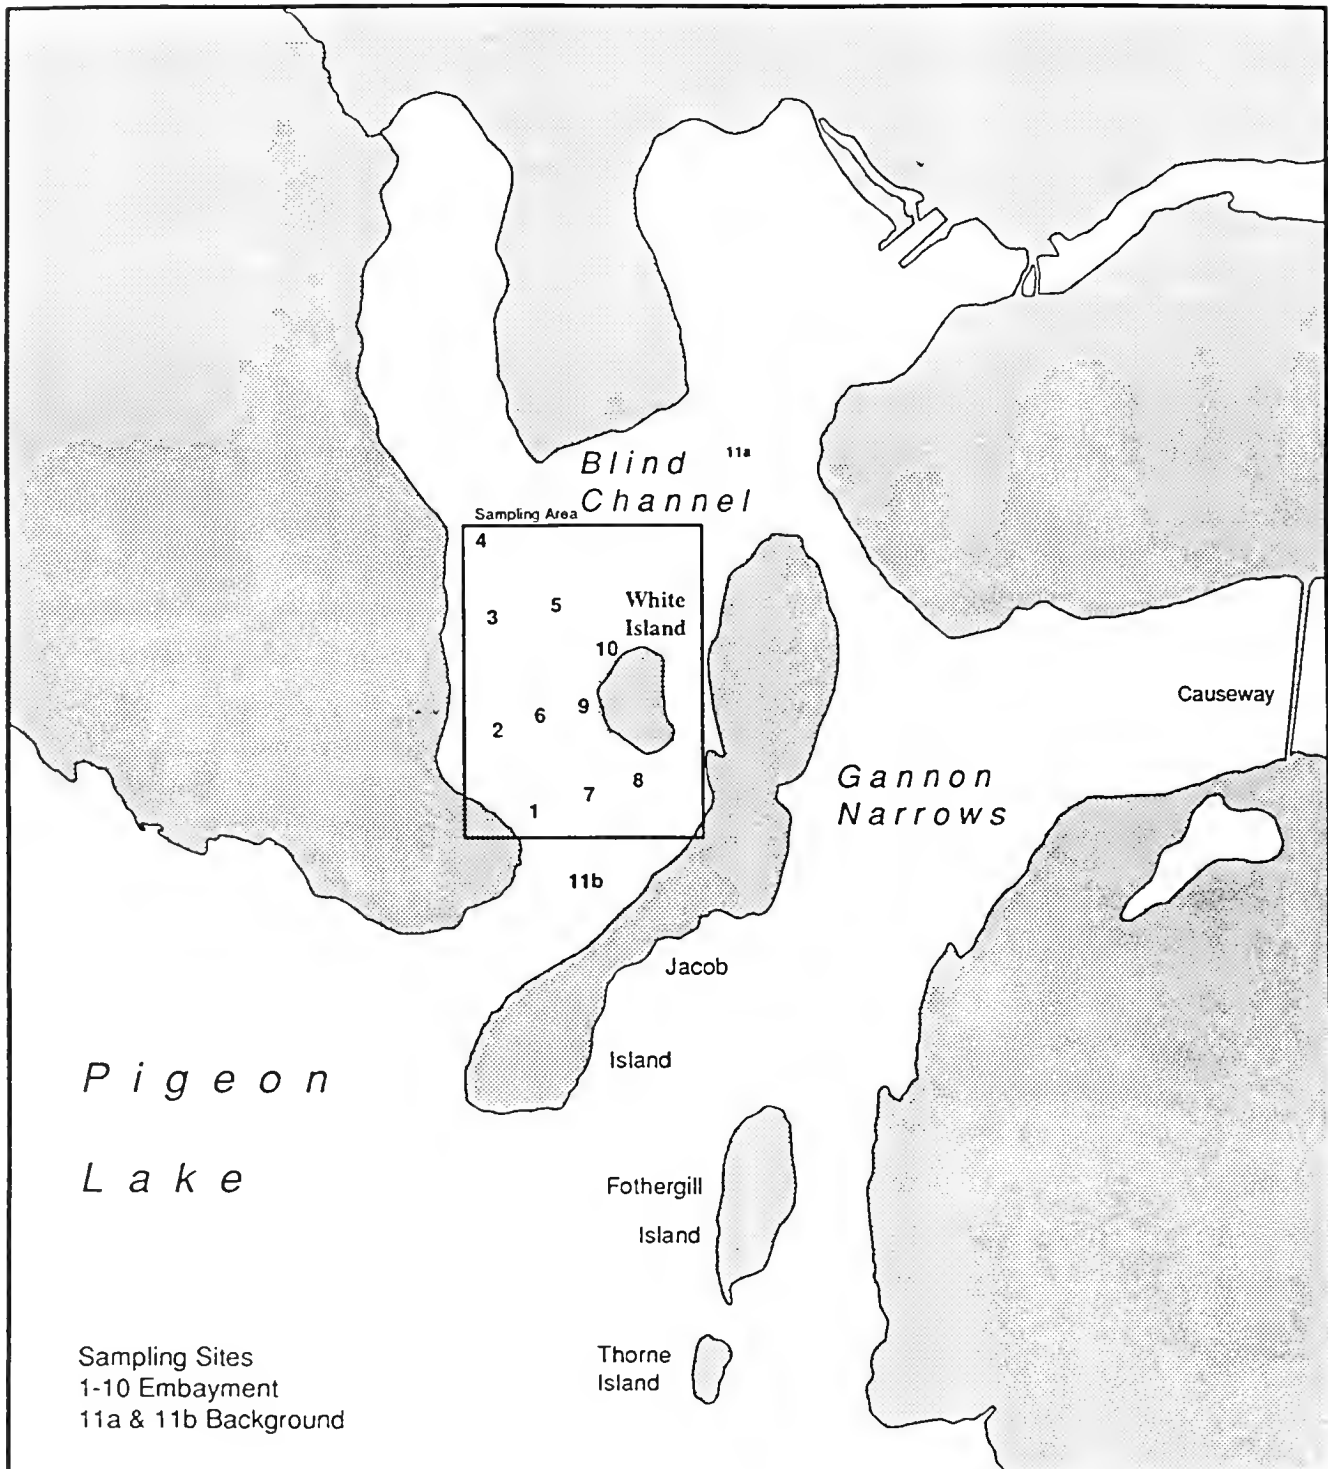 Blind
Channel
11a
Sampling Area
4
3
5
White
Island
10
2
6
9
8
1
7
11b
Causeway
Gannon
Narrows
Jacob
Island
Pigeon
Lake
Fothergill
Island
Thorne
Island
Sampling Sites
1-10 Embayment
11a & 11b Background